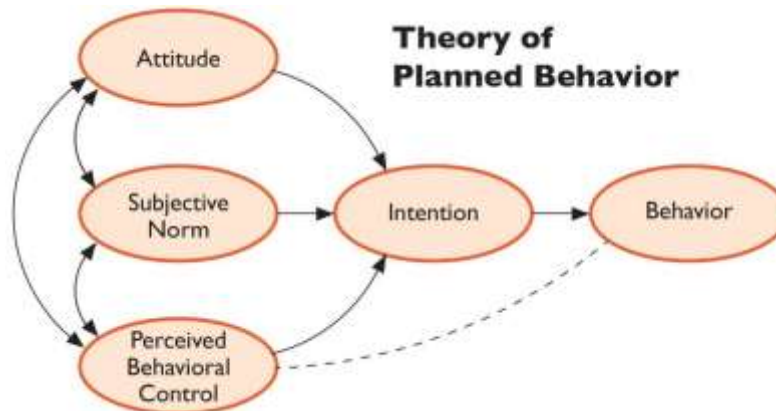 Theory of
Planned Behavior
Attitude
Subjective
Norm
Intention
Behavior
Perceived
Behavioral
Control